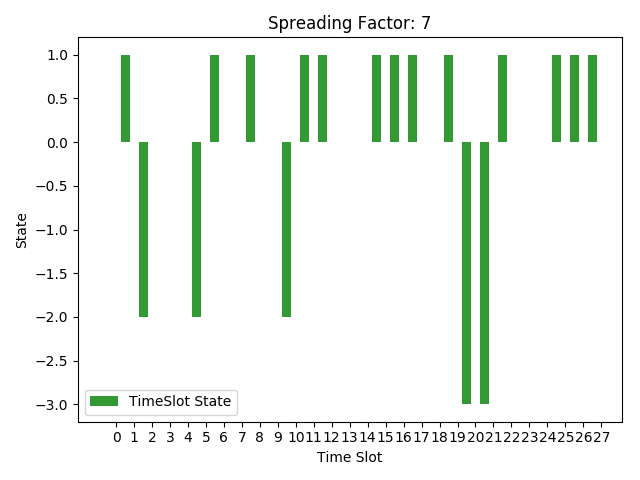 Spreading Factor: 7
1.0
0.5
0.0
−0.5
−1.0
−1.5
−2.0
−2.5
−3.0
State
TimeSlot State
0 1 2 3 4 5 6 7 8 9 10 11 12 13 14 15 16 17 18 19 20 21 22 23 24 25 26 27
Time Slot